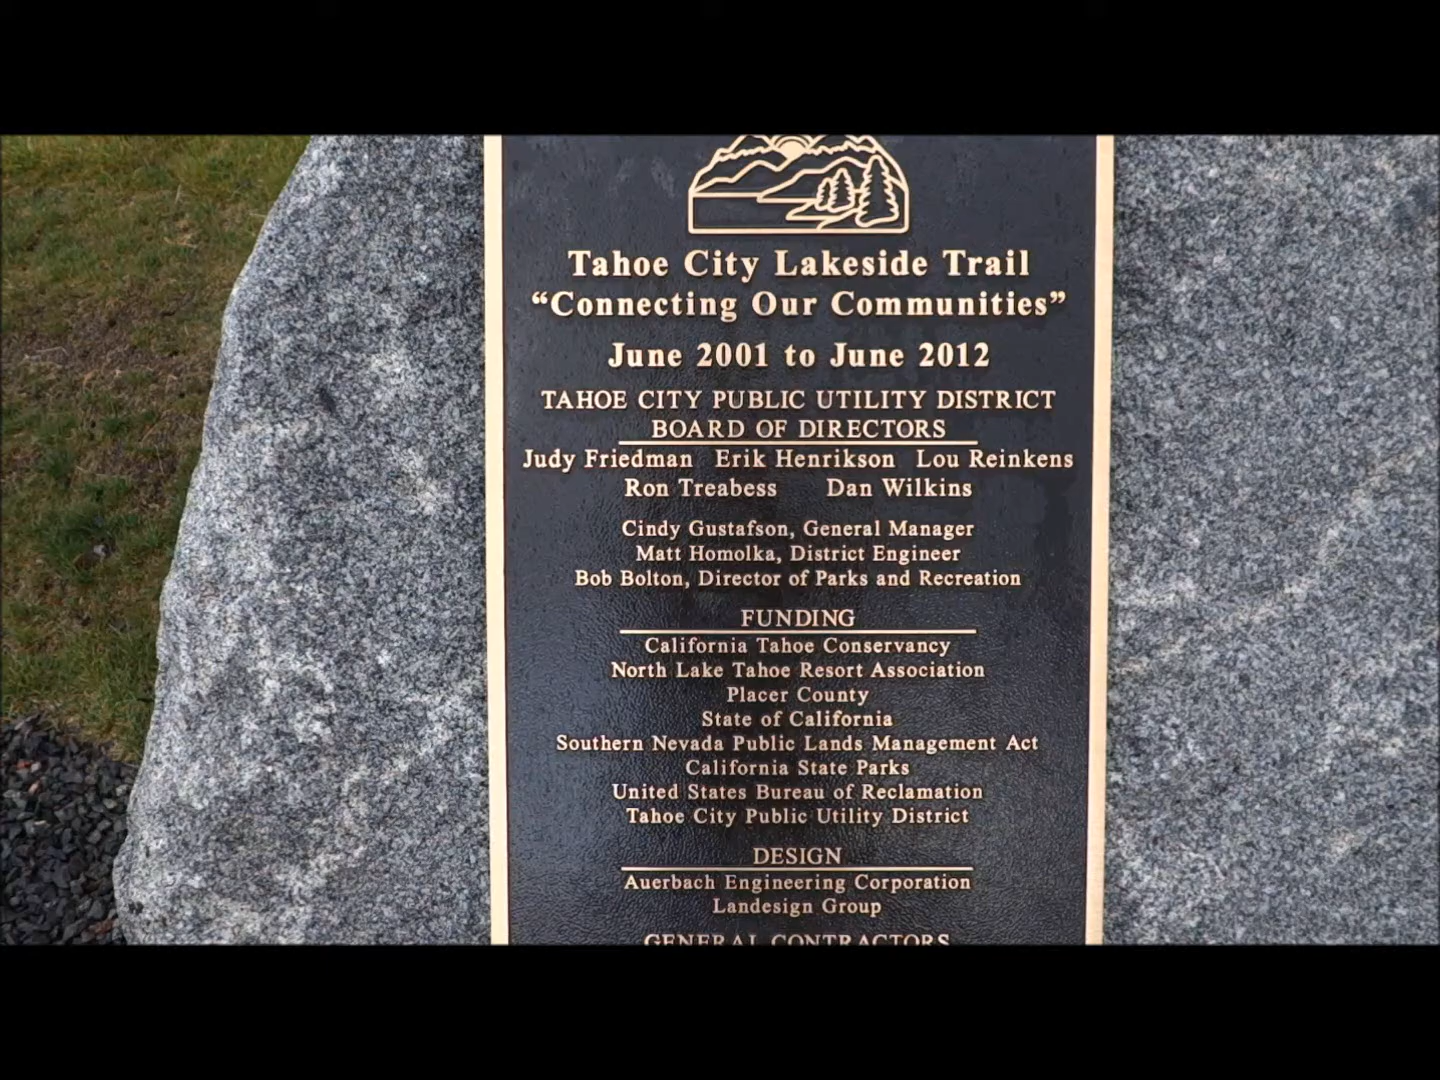 Tahoe City Lakeside Trail
“Connecting Our Communities”
June 2001 to June 2012
TAHOE CITY PUBLIC UTILITY DISTRICT
BOARD OF DIRECTORS
Judy Friedman Erik Henrikson Lou Reinkens
Ron Treabess Dan Wilkins
Cindy Gustafson, General Manager
Matt Homolka, District Engineer
Bob Bolton, Director of Parks and Recreation
FUNDING
California Tahoe Conservancy
North Lake Tahoe Resort Association
Placer County
State of California
Southern Nevada Public Lands Management Act
California State Parks
United States Bureau of Reclamation
Tahoe City Public Utility District
DESIGN
Auerbach Engineering Corporation
Landesign Group
GENERAL CONTRACTORS